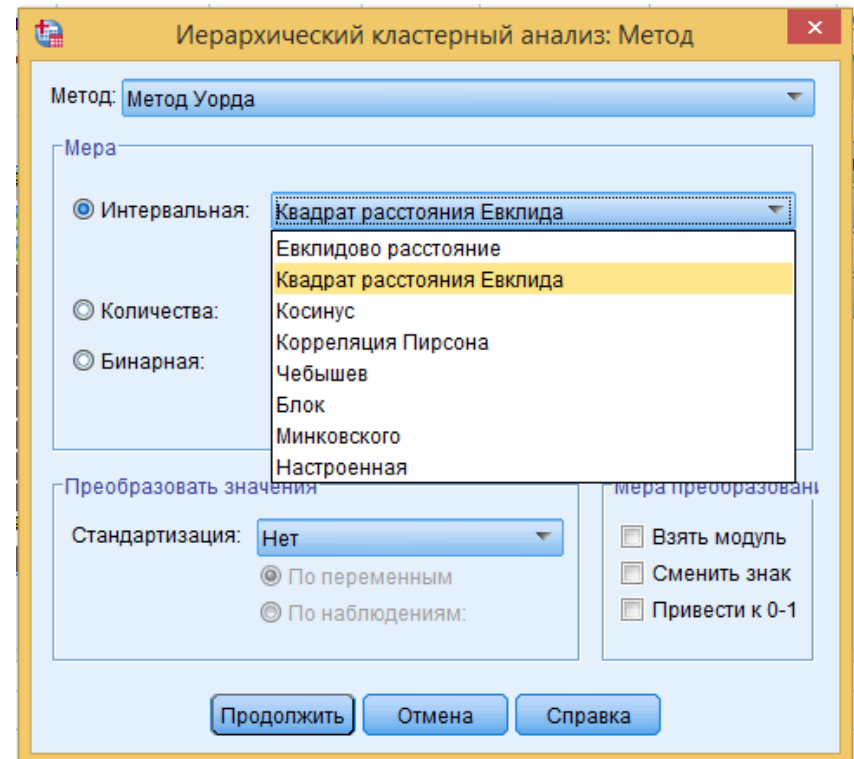 Иерархический кластерный анализ: Метод
Метод: Метод Уорда
Мера
Интервальная: Квадрат расстояния Евклида
Евклидово расстояние
Квадрат расстояния Евклида
Количества: Косинус
Корреляция Пирсона
Бинарная: Чебышев
Блок
Минковского
Настроенная
Преобразовать значения Мера преобразовани
Стандартизация: Нет Взять модуль
По переменным Сменить знак
По наблюдениям: Привести к 0-1
Продолжить Отмена Справка